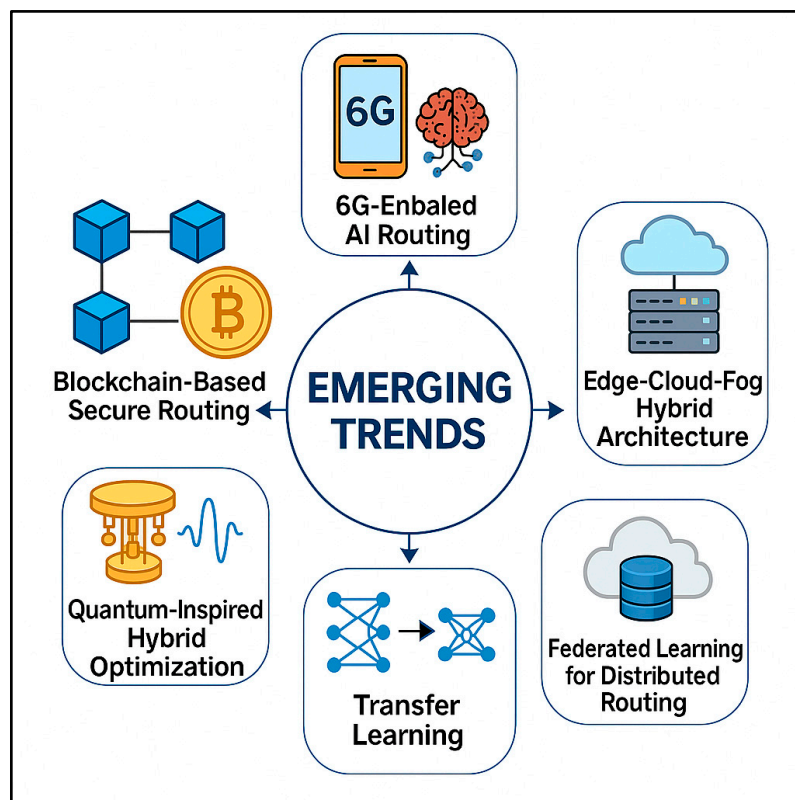 6G
6G-Enbaled
AI Routing
Blockchain-Based
Secure Routing
EMERGING
TRENDS
Edge-Cloud-Fog
Hybrid
Architecture
Quantum-Inspired
Hybrid
Optimization
Transfer
Learning
Federated Learning
for Distributed
Routing